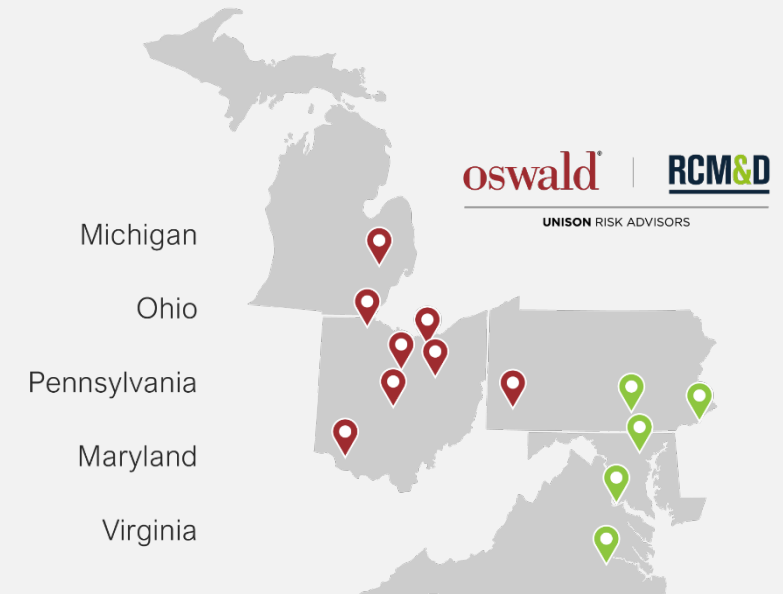 oswald® | RCM&D
UNISON RISK ADVISORS
Michigan
Ohio
Pennsylvania
Maryland
Virginia